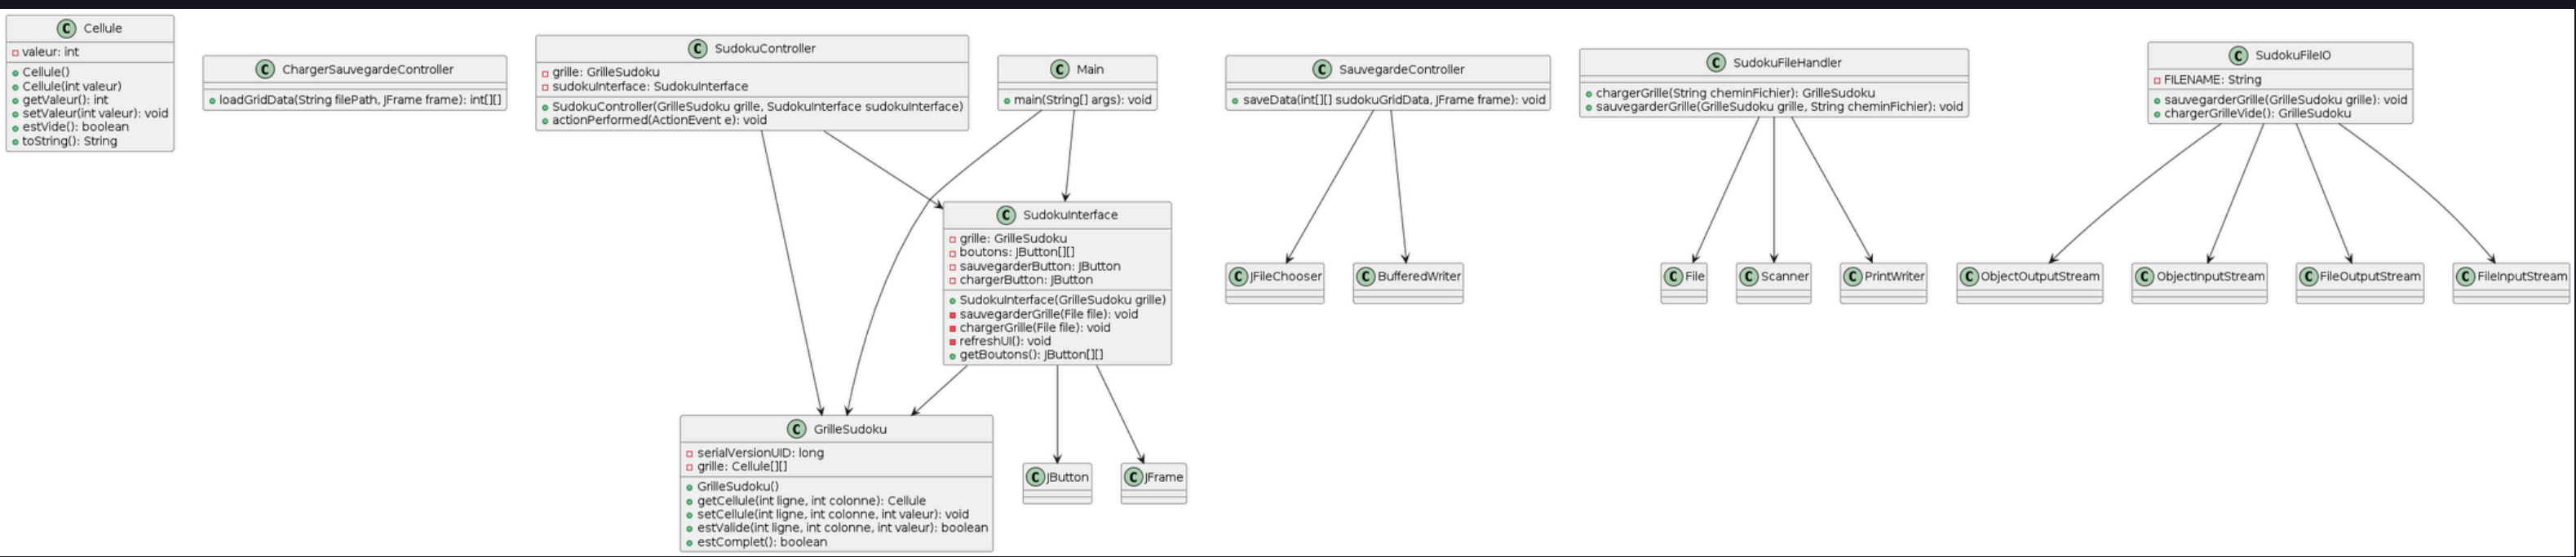 Cellule
valeur: int
Cellule()
Cellule(int valeur)
getValeur(): int
setValeur(int valeur): void
estVide(): boolean
toString(): String
ChargerSauvegardeController
loadGridData(String filePath, JFrame frame): int[][]
SudokuController
grille: GrilleSudoku
sudokuInterface: SudokuInterface
SudokuController(GrilleSudoku grille, SudokuInterface sudokuInterface)
actionPerformed(ActionEvent e): void
Main
main(String[] args): void
SauvegardeController
saveData(int[][] sudokuGridData, JFrame frame): void
SudokuFileHandler
chargerGrille(String cheminFichier): GrilleSudoku
sauvegarderGrille(GrilleSudoku grille, String cheminFichier): void
SudokuFileIO
FILENAME: String
sauvegarderGrille(GrilleSudoku grille): void
chargerGrilleVide(): GrilleSudoku
SudokuInterface
grille: GrilleSudoku
boutons: JButton[][]
sauvegarderButton: JButton
chargerButton: JButton
SudokuInterface(GrilleSudoku grille)
sauvegarderGrille(File file): void
chargerGrille(File file): void
refreshUI(): void
getBoutons(): JButton[][]
JFileChooser
BufferedWriter
File
Scanner
PrintWriter
ObjectOutputStream
ObjectInputStream
FileOutputStream
FileInputStream
GrilleSudoku
serialVersionUID: long
grille: Cellule[][]
GrilleSudoku()
getCellule(int ligne, int colonne): Cellule
setCellule(int ligne, int colonne, int valeur): void
estValide(int ligne, int colonne, int valeur): boolean
estComplet(): boolean
JButton
JFrame